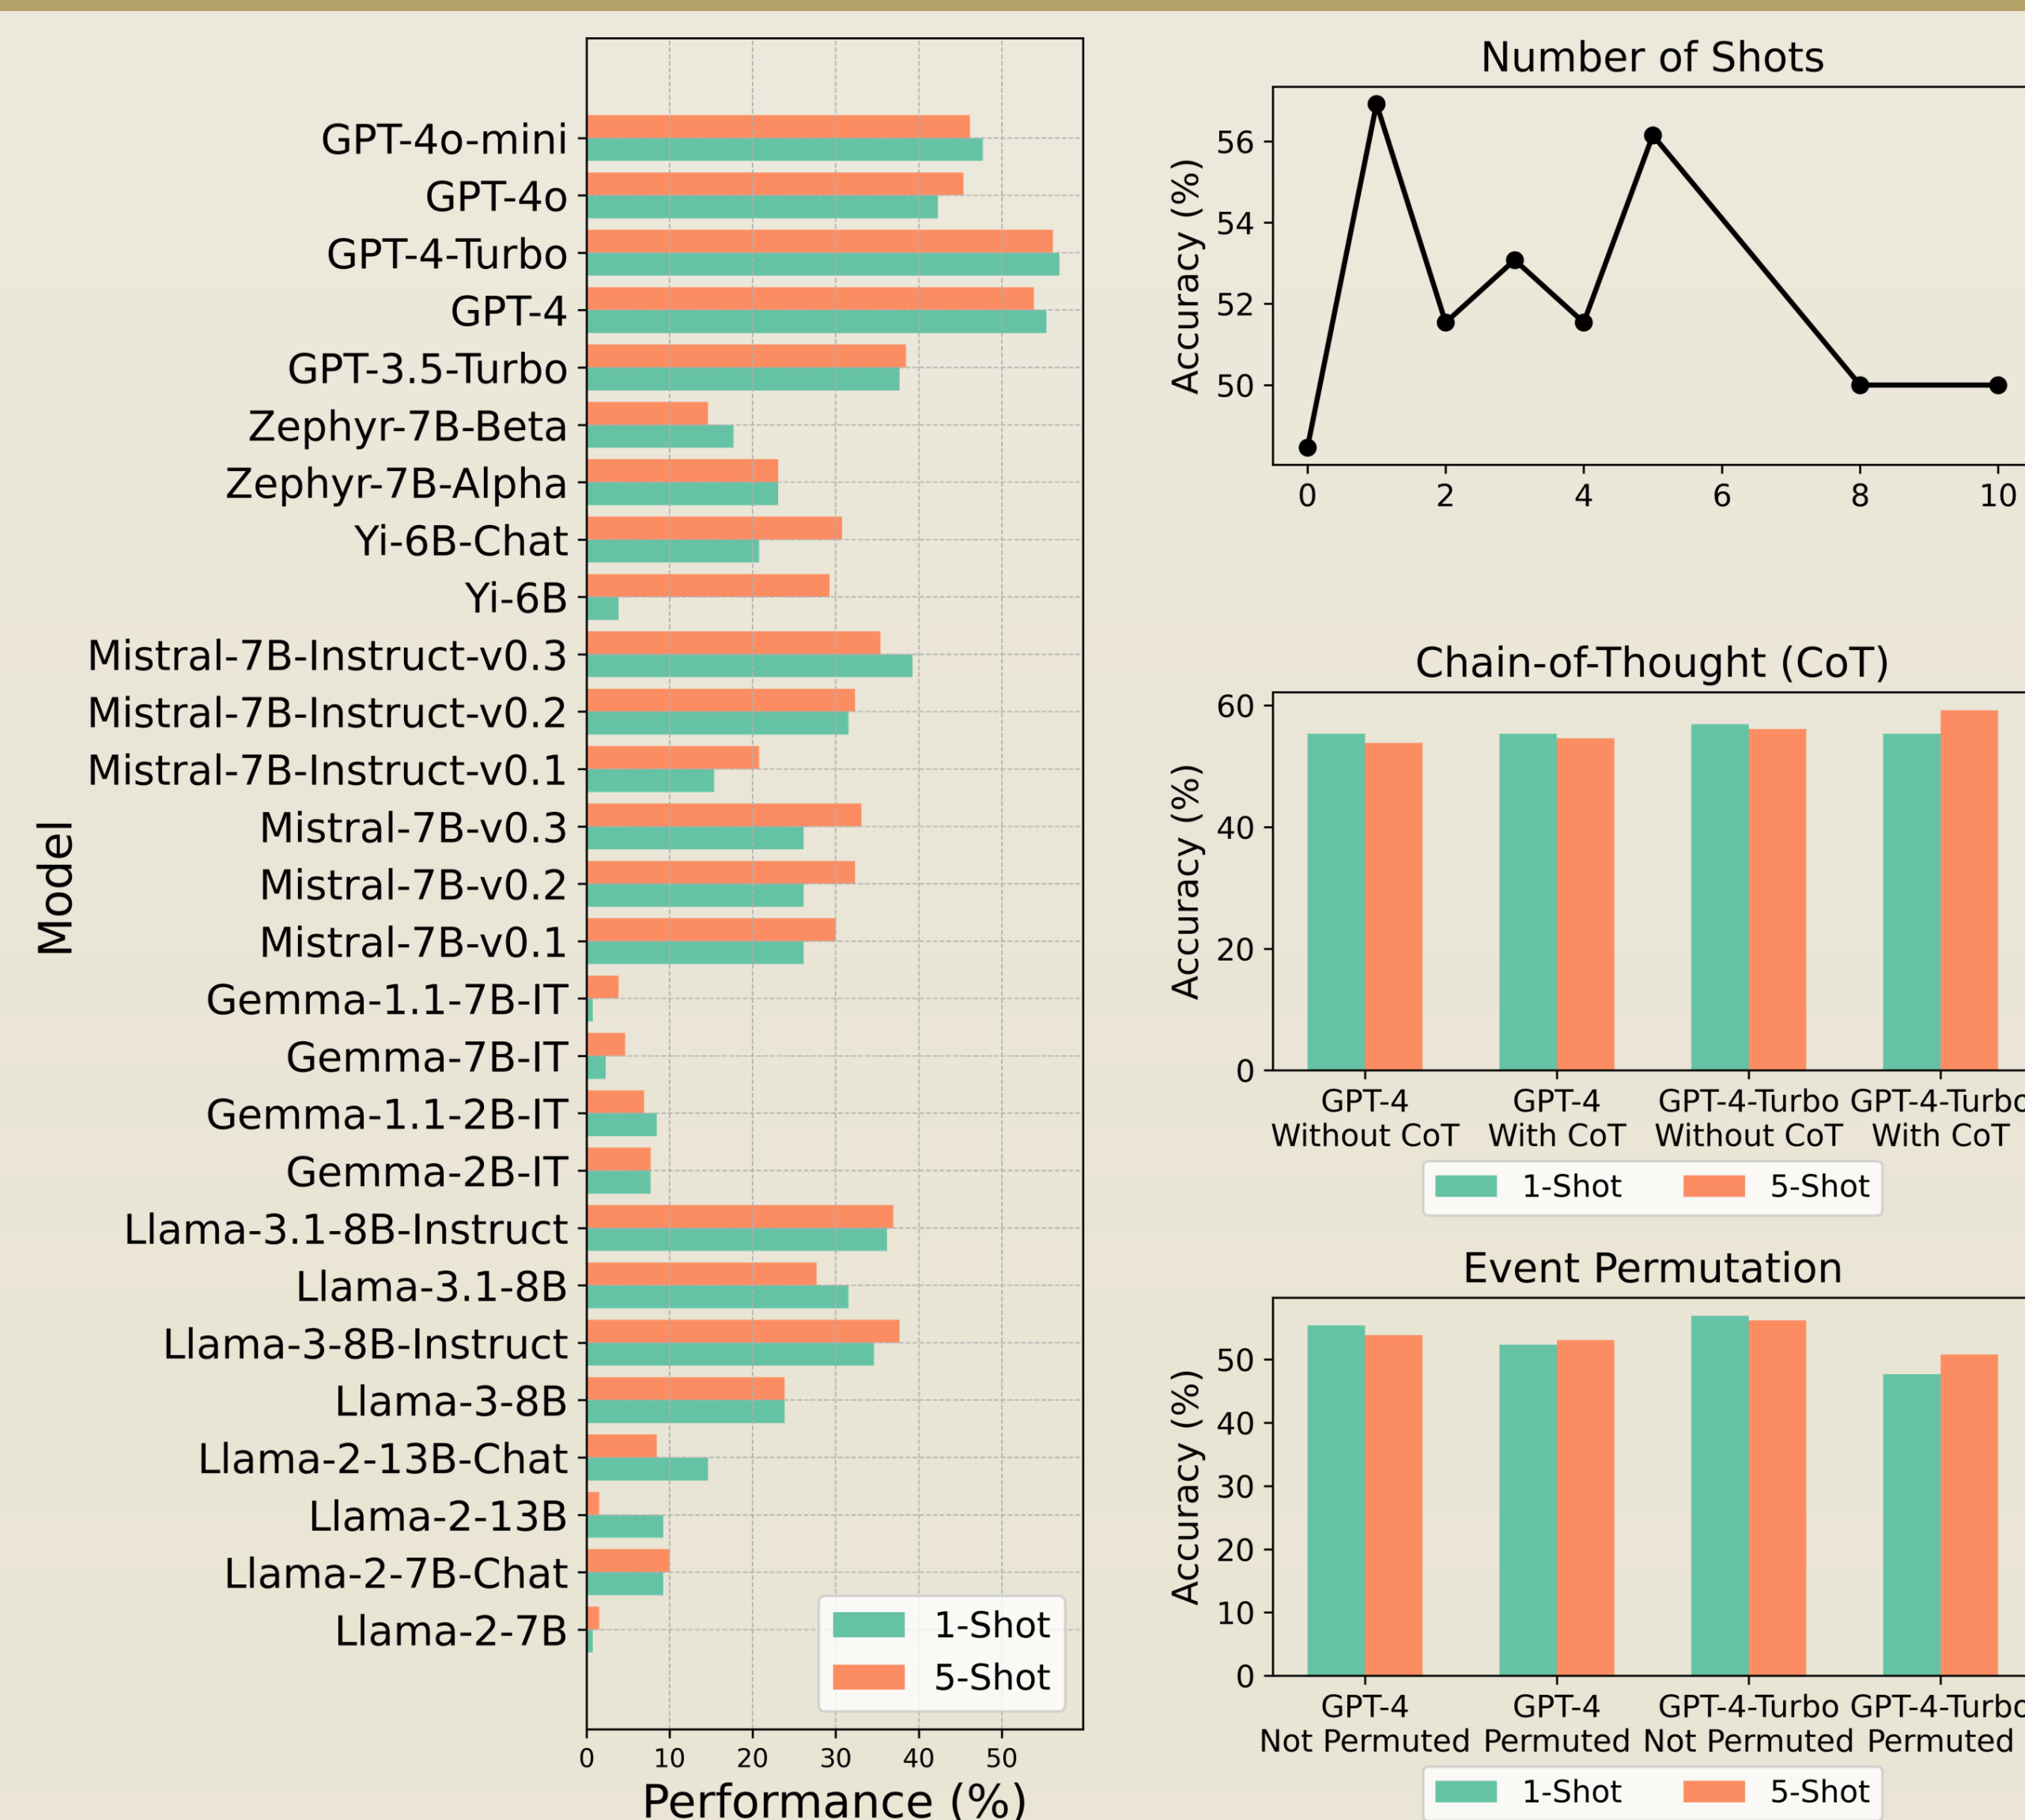 Model
GPT-4o-mini
GPT-4o
GPT-4-Turbo
GPT-4
GPT-3.5-Turbo
Zephyr-7B-Beta
Zephyr-7B-Alpha
Yi-6B-Chat
Yi-6B
Mistral-7B-Instruct-v0.3
Mistral-7B-Instruct-v0.2
Mistral-7B-Instruct-v0.1
Mistral-7B-v0.3
Mistral-7B-v0.2
Mistral-7B-v0.1
Gemma-1.1-7B-IT
Gemma-7B-IT
Gemma-1.1-2B-IT
Gemma-2B-IT
Llama-3.1-8B-Instruct
Llama-3.1-8B
Llama-3-8B-Instruct
Llama-3-8B
Llama-2-13B-Chat
Llama-2-13B
Llama-2-7B-Chat
Llama-2-7B
1-Shot
5-Shot
0 10 20 30 40 50
Performance (%)
Number of Shots
Accuracy (%)
56
54
52
50
0 2 4 6 8 10
Chain-of-Thought (CoT)
Accuracy (%)
60
40
20
0
GPT-4 GPT-4 GPT-4-Turbo GPT-4-Turbo
Without CoT With CoT Without CoT With CoT
1-Shot 5-Shot
Event Permutation
Accuracy (%)
50
40
30
20
10
0
GPT-4 GPT-4 GPT-4-Turbo GPT-4-Turbo
Not Permuted Permuted Not Permuted Permuted
1-Shot 5-Shot